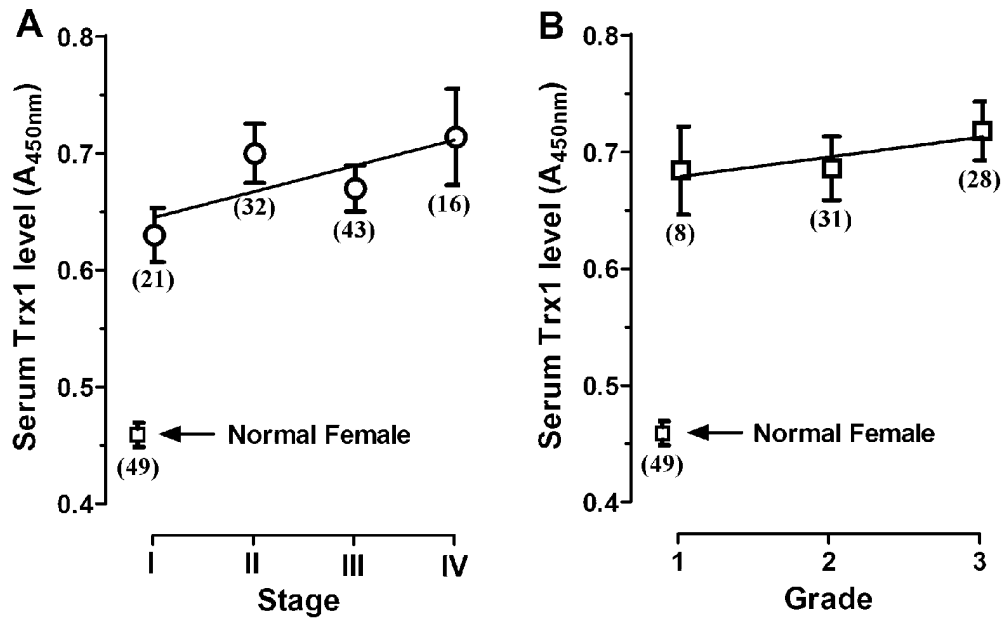 A
Serum Trx1 level (A450nm)
0.8
0.7
0.6
0.5
0.4
(21)
(32)
(43)
(16)
Normal Female
(49)
I II III IV
Stage
B
Serum Trx1 level (A450nm)
0.8
0.7
0.6
0.5
0.4
(8)
(31)
(28)
Normal Female
(49)
1 2 3
Grade